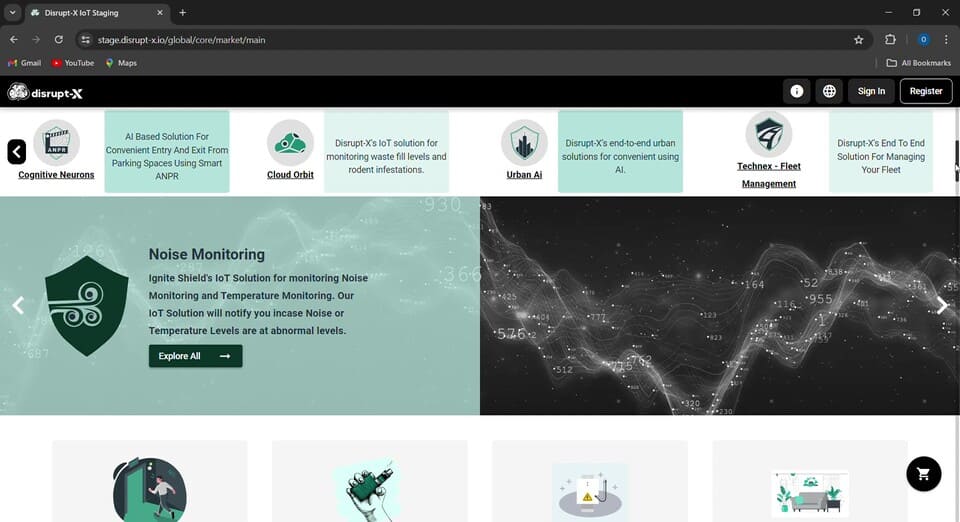 Disrupt-X IoT Staging
stage.disrupt-x.io/global/core/market/main
O
Gmail
YouTube
Maps
All Bookmarks
disrupt-X
Sign In
Register
ANPR
Cognitive Neurons
AI Based Solution For
Convenient Entry And Exit From
Parking Spaces Using Smart
ANPR
Cloud Orbit
Disrupt-X's IoT solution for
monitoring waste fill levels and
rodent infestations.
Urban Ai
Disrupt-X's end-to-end urban
solutions for convenient using
AI.
Technex - Fleet
Management
Disrupt-X's End To End
Solution For Managing
Your Fleet
Noise Monitoring
Ignite Shield's IoT Solution for monitoring Noise
Monitoring and Temperature Monitoring. Our
IoT Solution will notify you incase Noise or
Temperature Levels are at abnormal levels.
Explore All
930
366
687
83
425
576
2
512
777
762
715
123
823
164
52
116
955
838
736
320